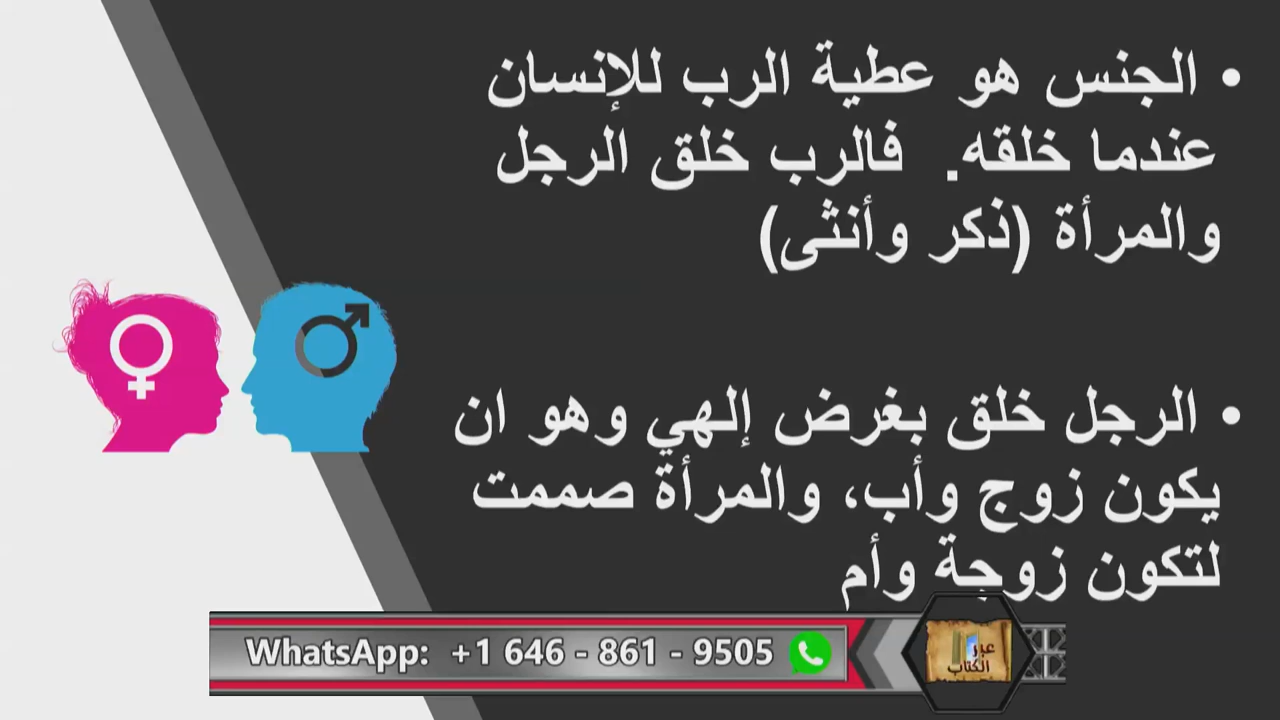 • الجنس هو عطية الرب للإنسان
عندما خلقه. فالرب خلق الرجل
والمرأة (ذكر وأنثى)
• الرجل خلق بغرض إلهي وهو ان
يكون زوج وأب، والمرأة صممت
لتكون زوجة وأم
WhatsApp: +1 646 - 861 - 9505
عبر
الكتاب